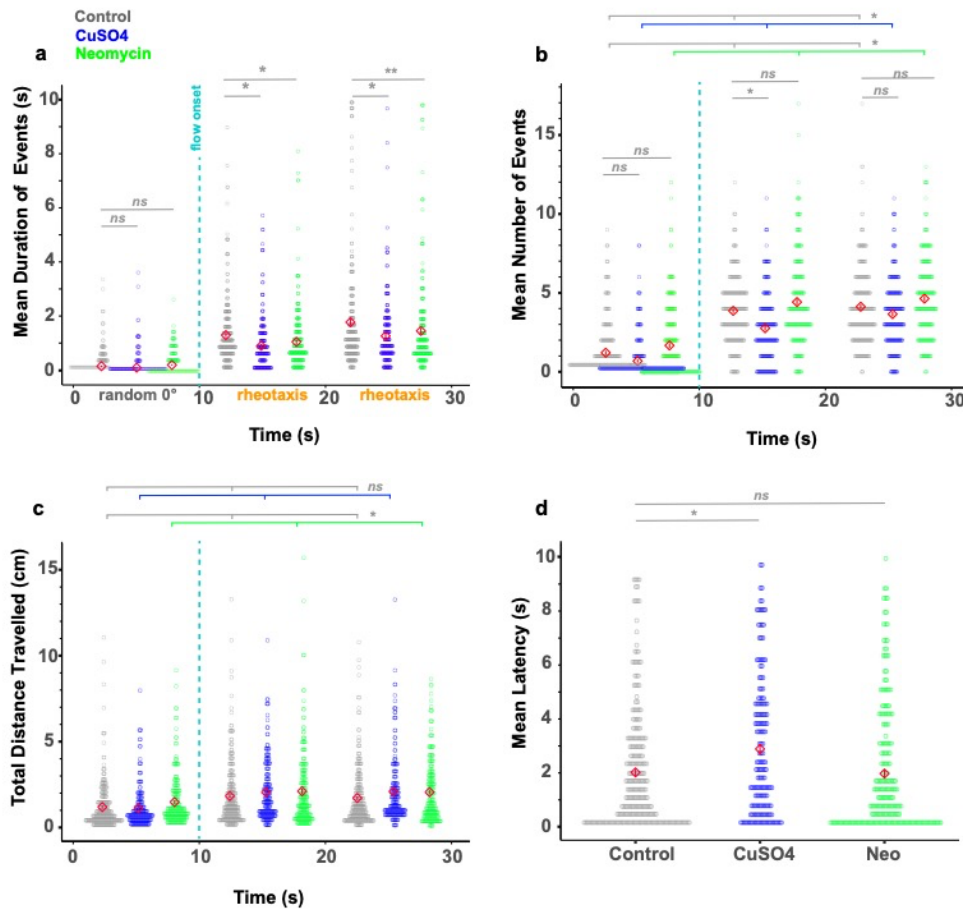 Control
CuSO4
Neomycin
a
Mean Duration of Events (s)
10
8
6
4
2
0
flow onset
*
*
**
*
ns
ns
0
random 0°
10
rheotaxis
20
rheotaxis
30
Time (s)
b
Mean Number of Events
15
10
5
0
*
*
ns
*
ns
ns
ns
ns
0
10
20
30
Time (s)
c
Total Distance Travelled (cm)
15
10
5
0
ns
*
0
10
20
30
Time (s)
d
Mean Latency (s)
10
8
6
4
2
0
ns
*
Control
CuSO4
Neo